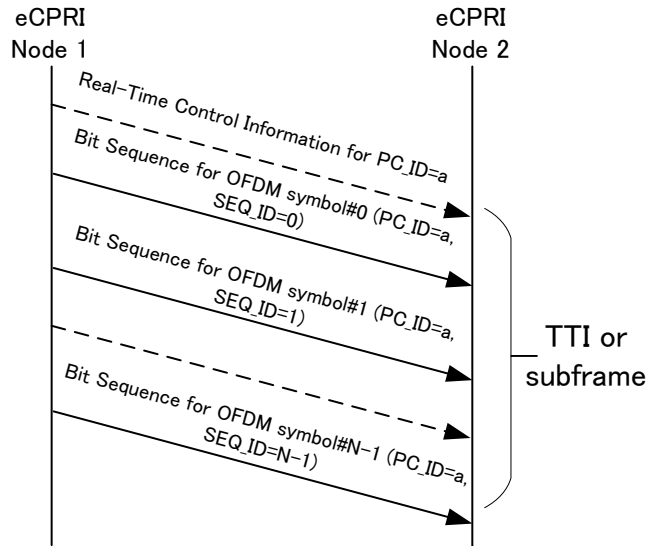 eCPRI
Node 1
eCPRI
Node 2
Real-Time Control Information for PC_ID=a
Bit Sequence for OFDM symbol#0 (PC_ID=a,
SEQ_ID=0)
Bit Sequence for OFDM symbol#1 (PC_ID=a,
SEQ_ID=1)
Bit Sequence for OFDM symbol#N-1 (PC_ID=a,
SEQ_ID=N-1)
TTI or
subframe